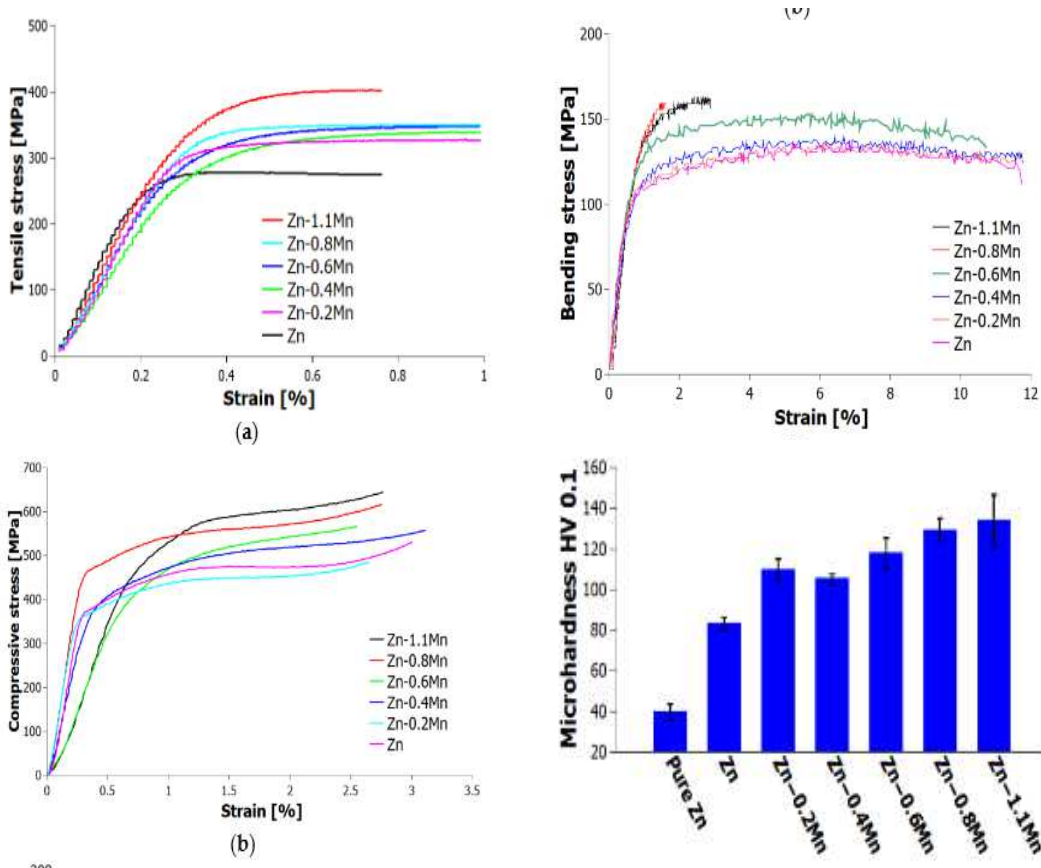 Tensile stress [MPa]
500
400
300
200
100
0
0
0.2
0.4
0.6
0.8
1
Strain [%]
Zn-1.1Mn
Zn-0.8Mn
Zn-0.6Mn
Zn-0.4Mn
Zn-0.2Mn
Zn
(a)
(b)
Bending stress [MPa]
200
150
100
50
0
0
2
4
6
8
10
12
Strain [%]
Zn-1.1Mn
Zn-0.8Mn
Zn-0.6Mn
Zn-0.4Mn
Zn-0.2Mn
Zn
Compressive stress [MPa]
700
600
500
400
300
200
100
0
0
0.5
1
1.5
2
2.5
3
3.5
Strain [%]
Zn-1.1Mn
Zn-0.8Mn
Zn-0.6Mn
Zn-0.4Mn
Zn-0.2Mn
Zn
(b)
Microhardness HV 0.1
160
140
120
100
80
60
40
20
Pure Zn
Zn
Zn-0.2Mn
Zn-0.4Mn
Zn-0.6Mn
Zn-0.8Mn
Zn-1.1Mn